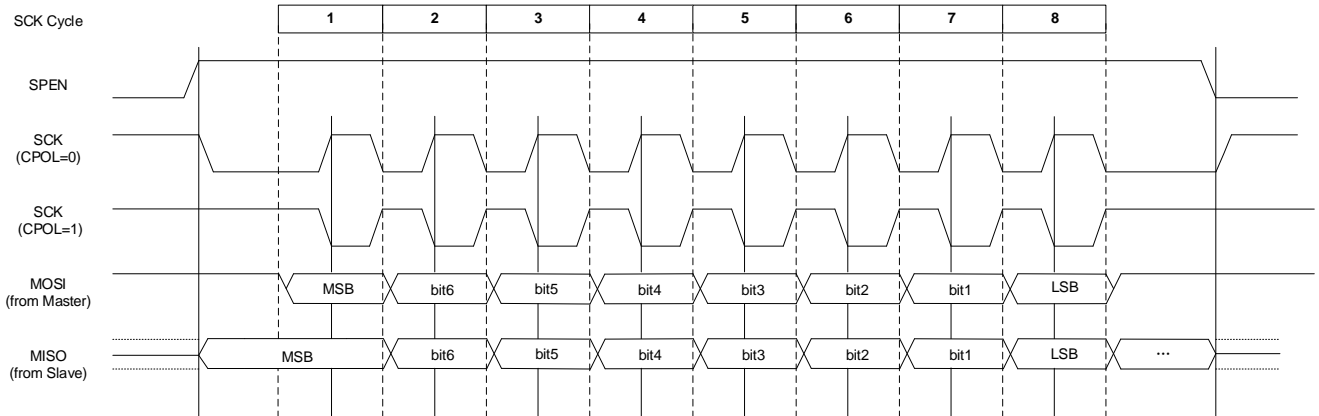 SCK Cycle 1 2 3 4 5 6 7 8
SPEN
SCK
(CPOL=0)
SCK
(CPOL=1)
MOSI
(from Master)
MSB bit6 bit5 bit4 bit3 bit2 bit1 LSB
MISO
(from Slave)
MSB bit6 bit5 bit4 bit3 bit2 bit1 LSB ...